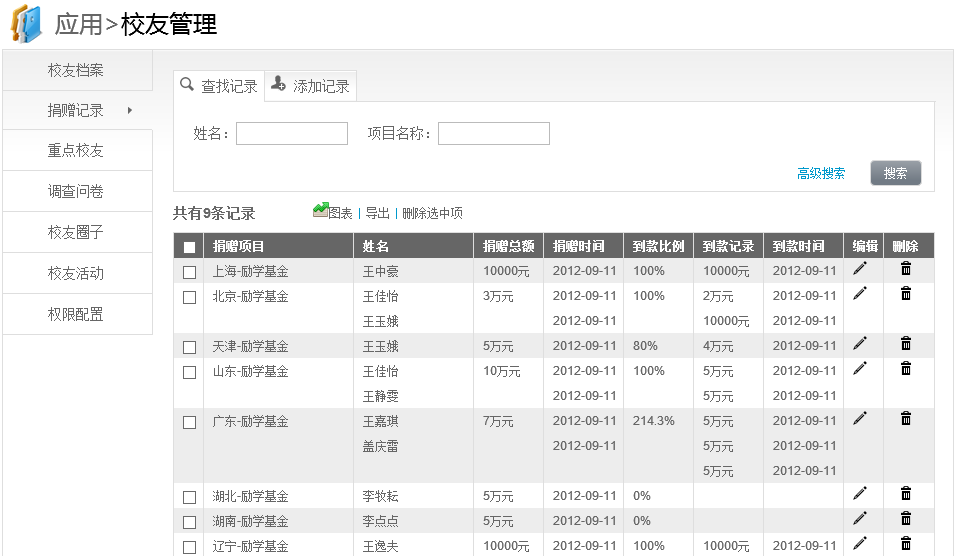 应用>校友管理
校友档案
捐赠记录
重点校友
调查问卷
校友圈子
校友活动
权限配置
查找记录 添加记录
姓名： 项目名称：
高级搜索 搜索
共有9条记录 图表 | 导出 | 删除选中项
捐赠项目 姓名 捐赠总额 捐赠时间 到款比例 到款记录 到款时间 编辑 删除
上海-励学基金 王中豪 10000元 2012-09-11 100% 10000元 2012-09-11
北京-励学基金 王佳怡 3万元 2012-09-11 100% 2万元 2012-09-11
王玉娥 2012-09-11 10000元 2012-09-11
天津-励学基金 王玉娥 5万元 2012-09-11 80% 4万元 2012-09-11
山东-励学基金 王佳怡 10万元 2012-09-11 100% 5万元 2012-09-11
王静雯 2012-09-11 5万元 2012-09-11
广东-励学基金 王嘉琪 7万元 2012-09-11 214.3% 5万元 2012-09-11
盖庆雷 2012-09-11 5万元 2012-09-11
5万元 2012-09-11
湖北-励学基金 李牧耘 5万元 2012-09-11 0%
湖南-励学基金 李点点 5万元 2012-09-11 0%
辽宁-励学基金 王逸夫 10000元 2012-09-11 100% 10000元 2012-09-11